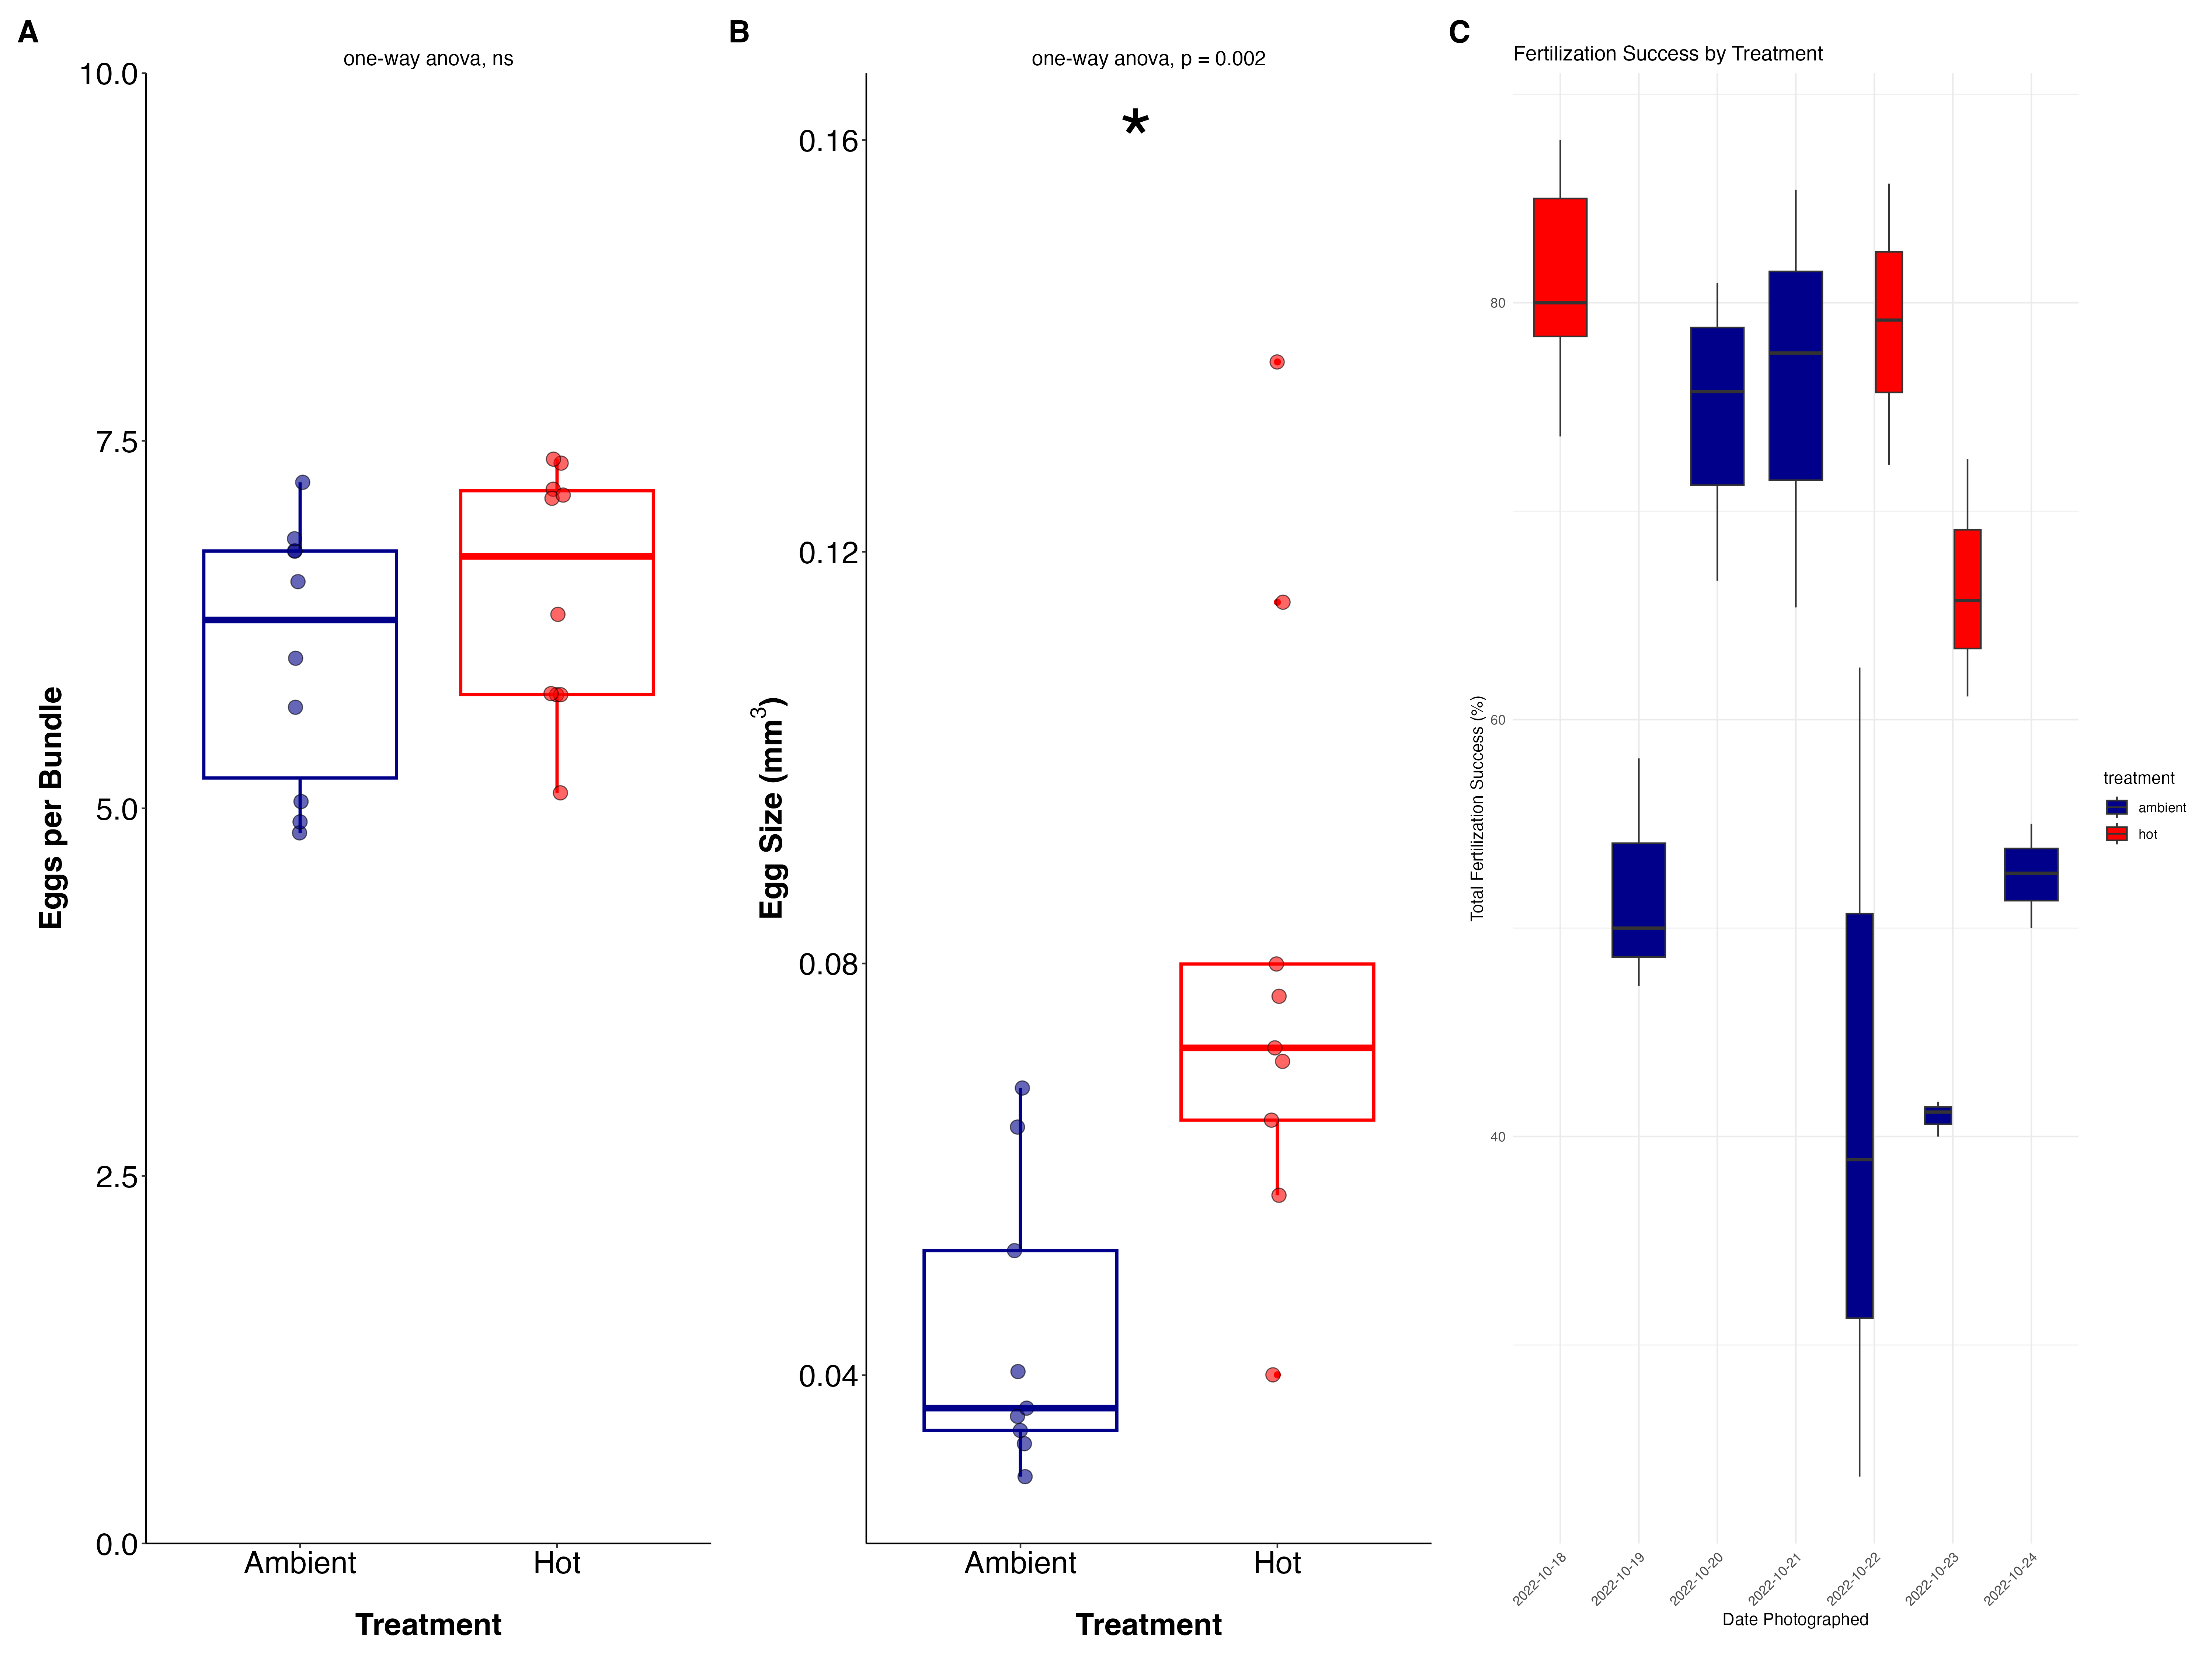 A
one-way anova, ns
10.0
7.5
5.0
2.5
0.0
Eggs per Bundle
Ambient
Hot
Treatment
B
one-way anova, p = 0.002
*
0.16
0.12
0.08
0.04
Egg Size (mm³)
Ambient
Hot
Treatment
C
Fertilization Success by Treatment
80
60
40
Total Fertilization Success (%)
2022-10-18
2022-10-19
2022-10-20
2022-10-21
2022-10-22
2022-10-23
2022-10-24
Date Photographed
treatment
ambient
hot